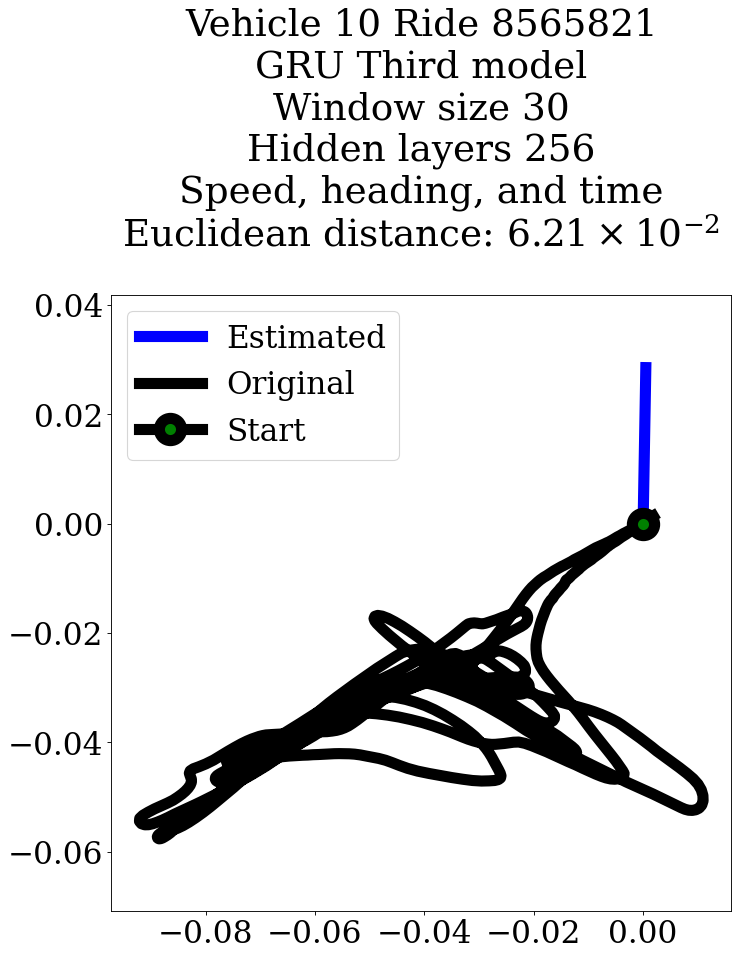 Vehicle 10 Ride 8565821
GRU Third model
Window size 30
Hidden layers 256
Speed, heading, and time
Euclidean distance: 6.21 × 10⁻²
0.04
0.02
0.00
−0.02
−0.04
−0.06
Estimated
Original
Start
−0.08 −0.06 −0.04 −0.02 0.00